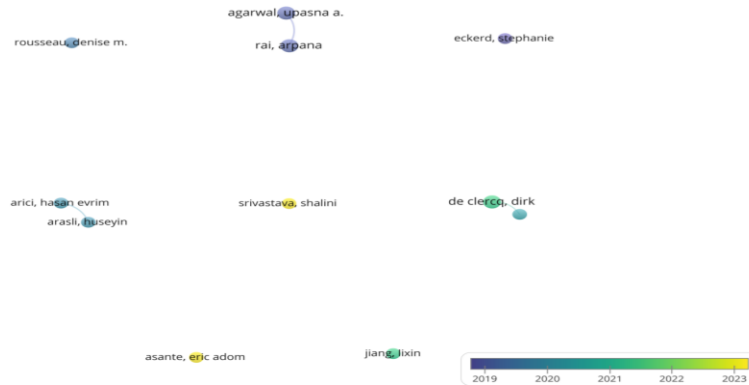 agarwal, upasna a.
rousseau, denise m.
rai, arpana
eckerd, stephanie
arici, hasan evrim
arasli, huseyin
srivastava, shalini
de clercq, dirk
asante, eric adom
jiang, lixin
2019 2020 2021 2022 2023